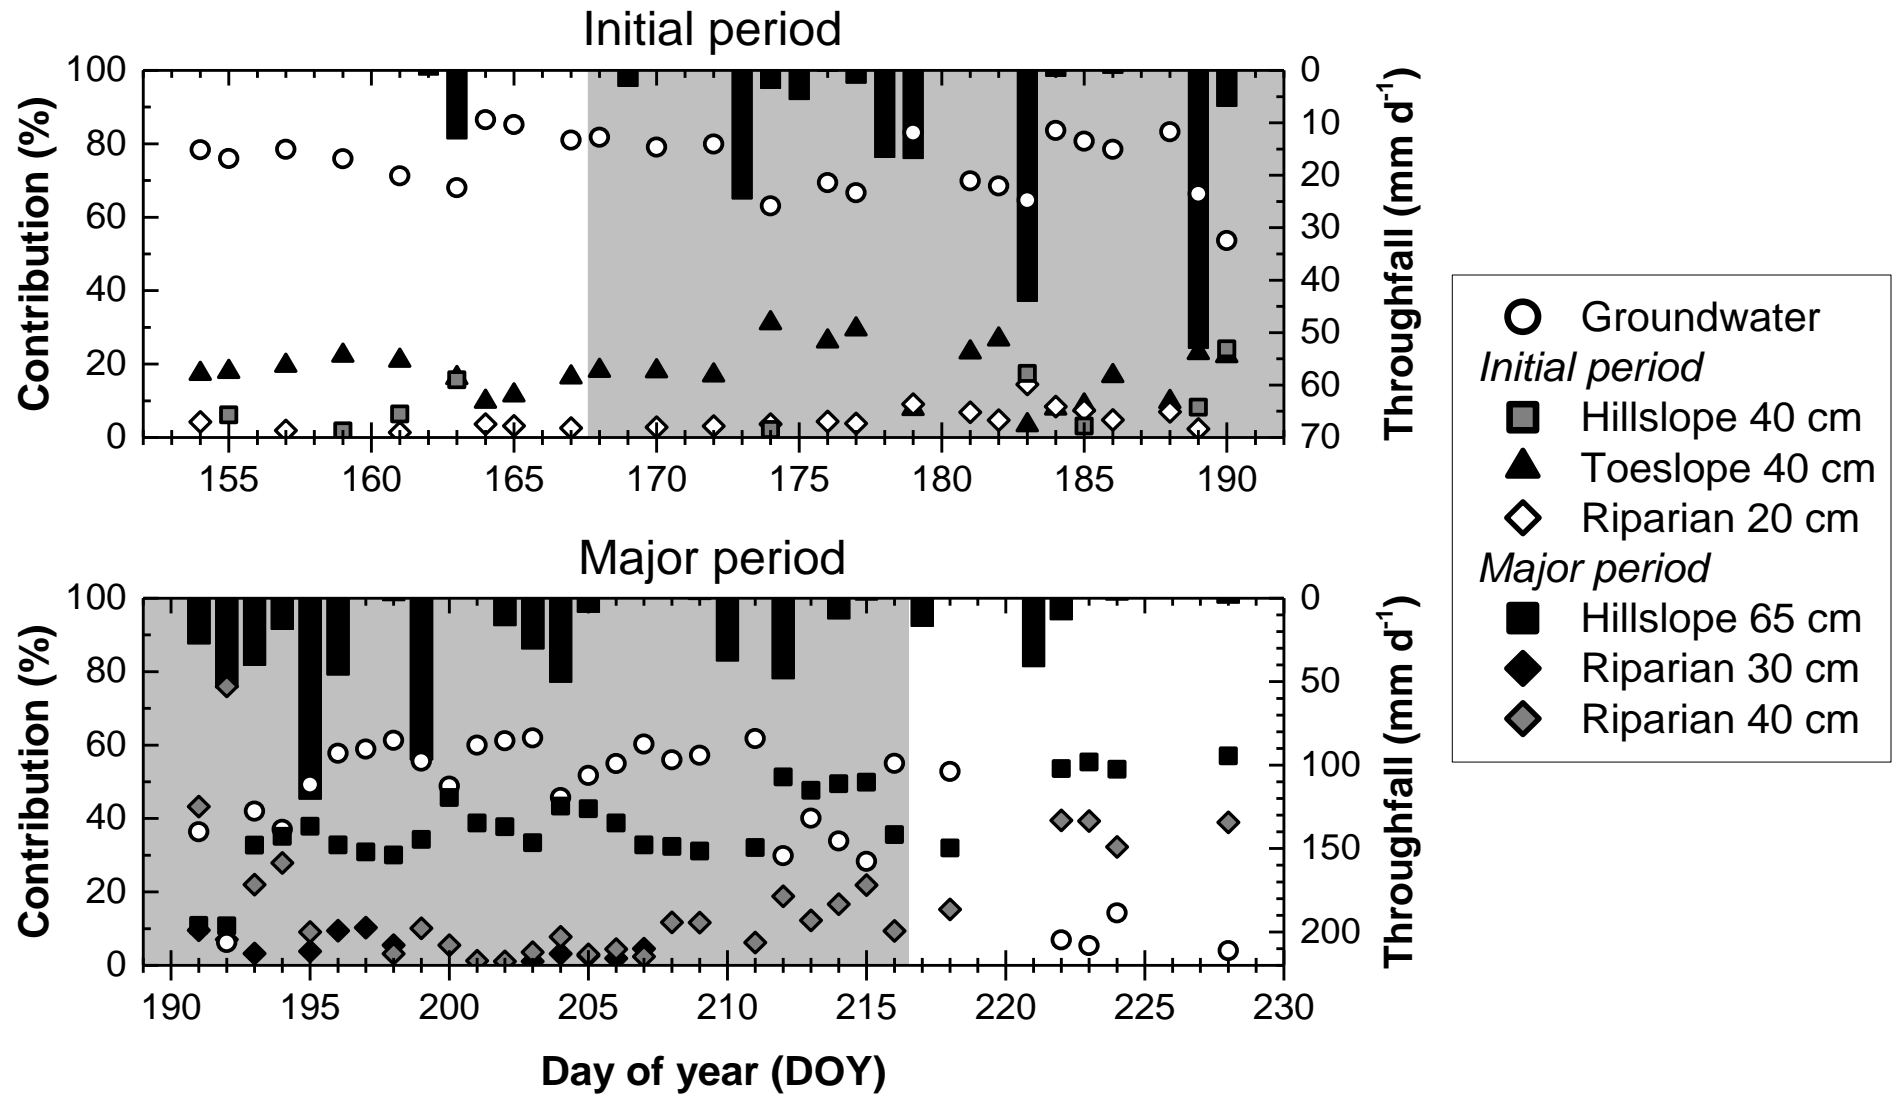 Initial period
Contribution (%)
100
80
60
40
20
0
0
10
20
30
40
50
60
70
Throughfall (mm d-1)
155 160 165 170 175 180 185 190
Major period
Contribution (%)
100
80
60
40
20
0
0
50
100
150
200
Throughfall (mm d-1)
190 195 200 205 210 215 220 225 230
Day of year (DOY)
Groundwater
Initial period
Hillslope 40 cm
Toeslope 40 cm
Riparian 20 cm
Major period
Hillslope 65 cm
Riparian 30 cm
Riparian 40 cm